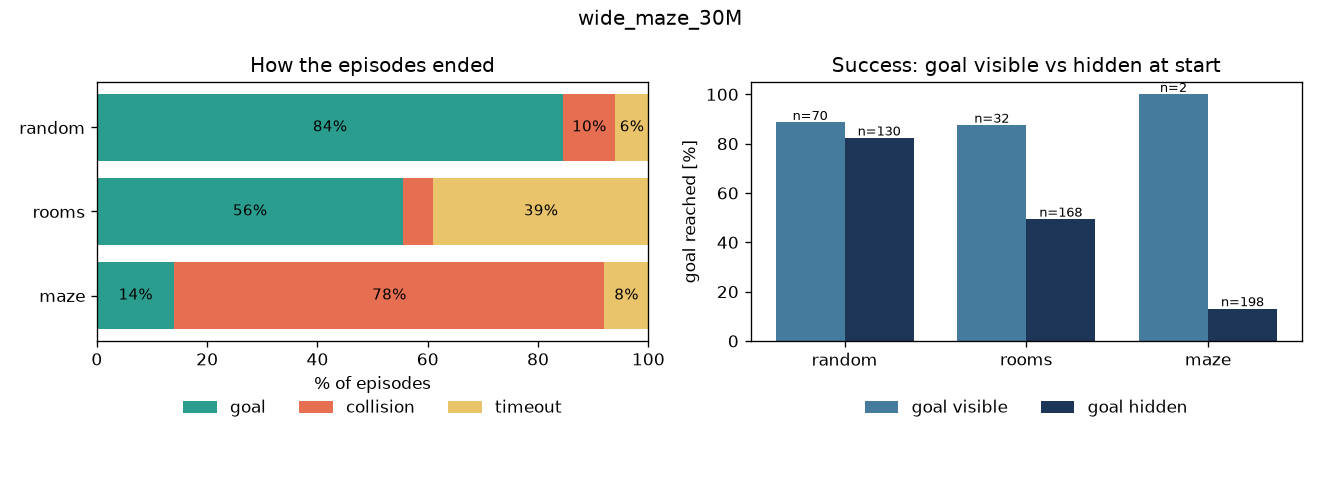 wide_maze_30M
How the episodes ended
random
84%
10%
6%
rooms
56%
39%
maze
14%
78%
8%
0 20 40 60 80 100
% of episodes
goal collision timeout
Success: goal visible vs hidden at start
goal reached [%]
100
80
60
40
20
0
n=70
n=130
n=32
n=168
n=2
n=198
random rooms maze
goal visible goal hidden